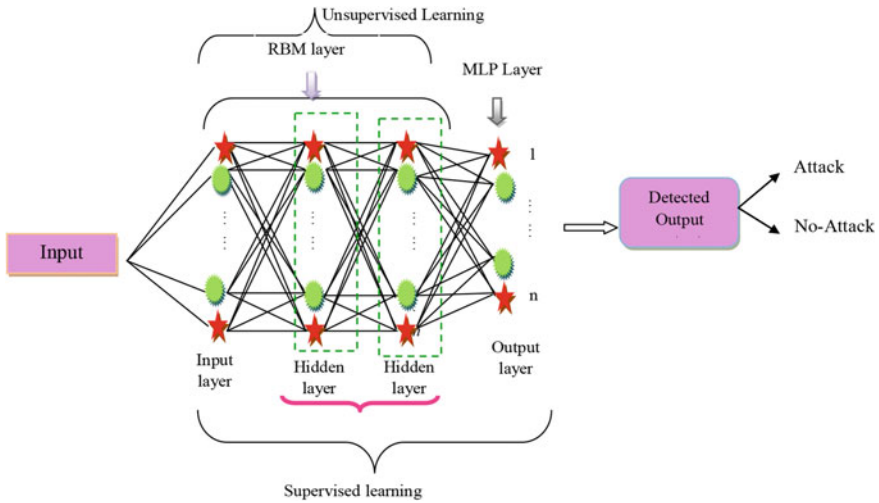 Unsupervised Learning
RBM layer
MLP Layer
1
Attack
Detected
Output
No-Attack
Input
n
Input
layer
Hidden
layer
Hidden
layer
Output
layer
Supervised learning